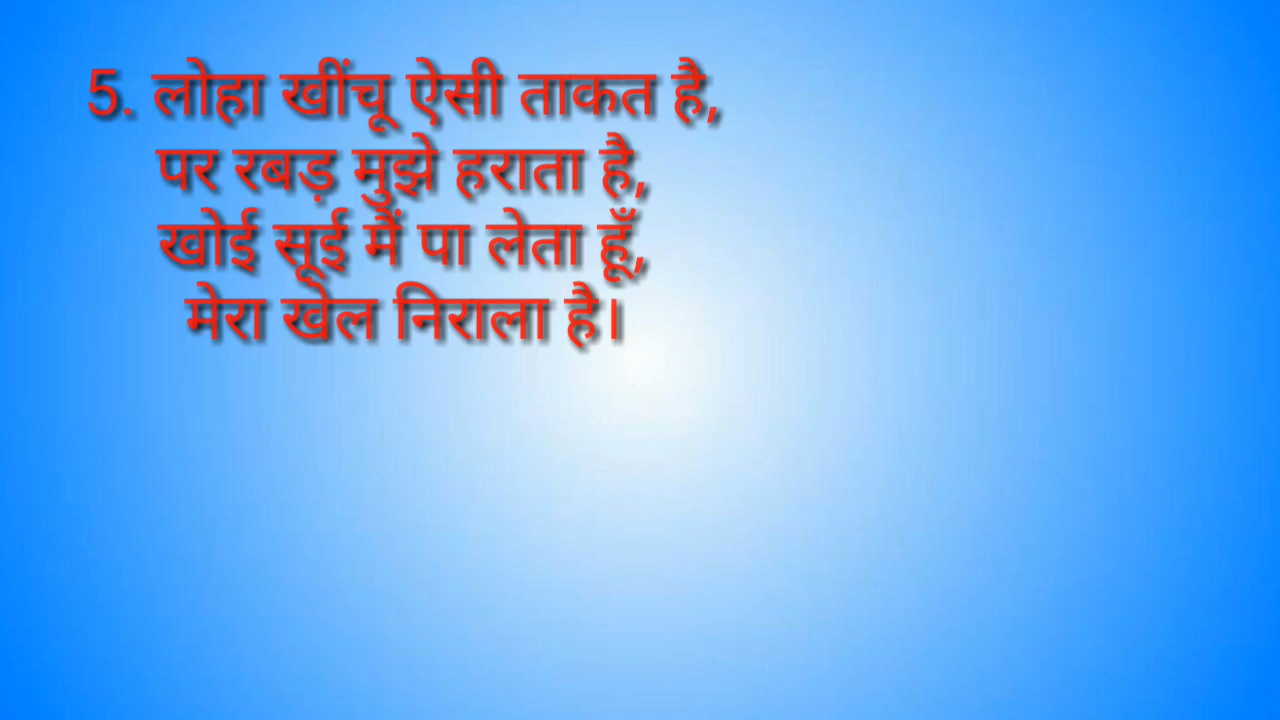 5. लोहा खींचू ऐसी ताकत है,
पर रबड़ मुझे हराता है,
खोई सूई मैं पा लेता हूँ,
मेरा खेल निराला है।